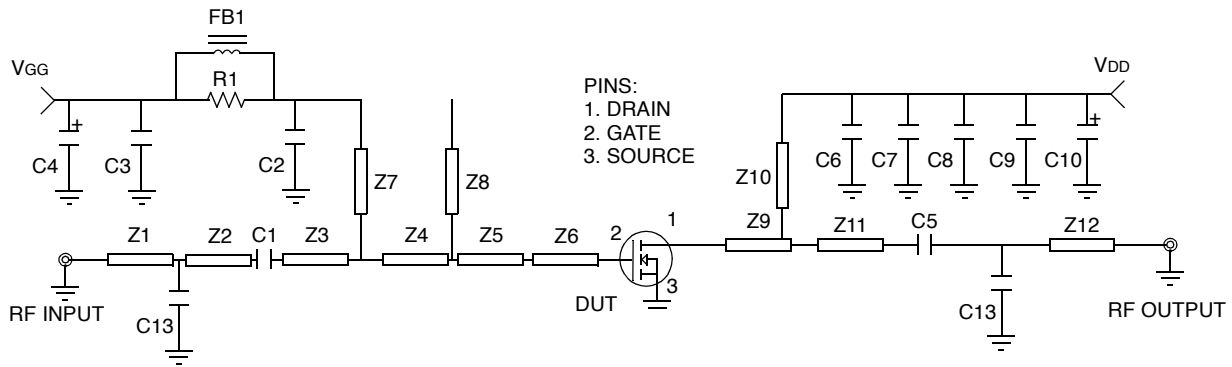 FB1
VGG
R1
VDD
PINS:
1. DRAIN
2. GATE
3. SOURCE
+
C4
C3
C2
Z7
Z8
Z10
C6
C7
C8
C9
C10
+
Z1
Z2
C1
Z3
Z4
Z5
Z6
2
1
3
Z9
Z11
C5
Z12
RF INPUT
C13
DUT
C13
RF OUTPUT